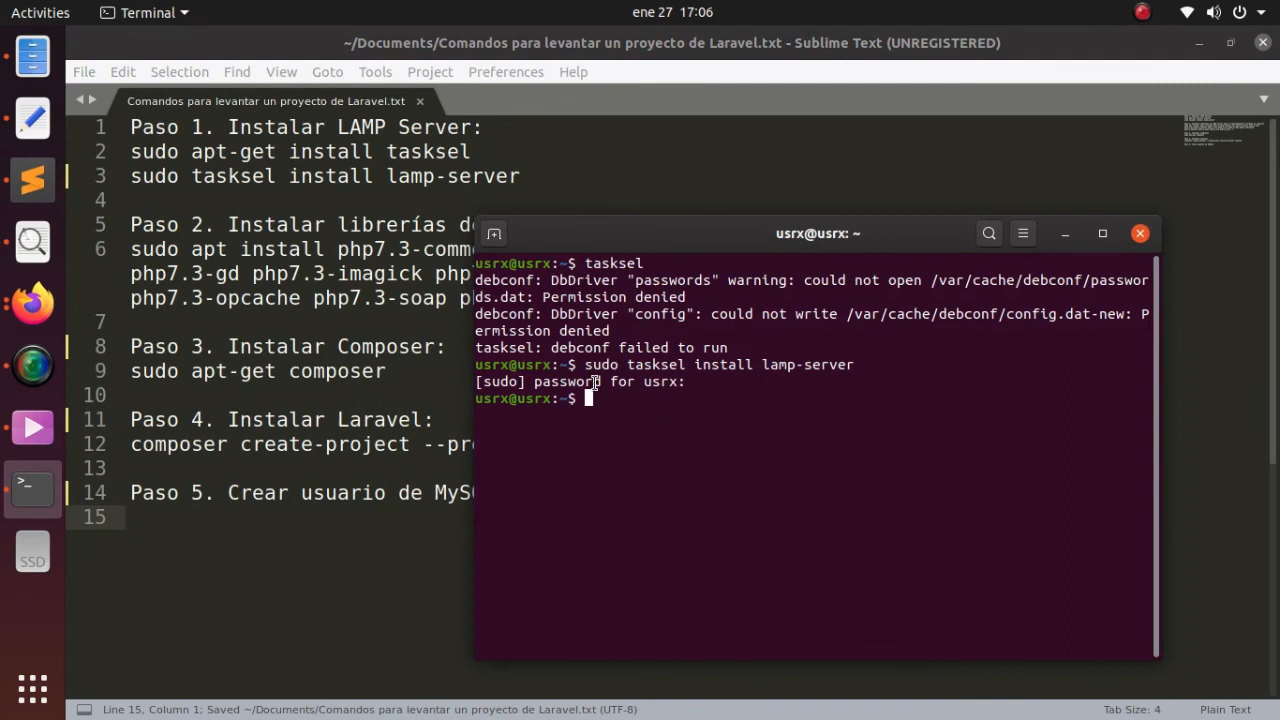 Activities
Terminal
ene 27 17:06
~/Documents/Comandos para levantar un proyecto de Laravel.txt - Sublime Text (UNREGISTERED)
File Edit Selection Find View Goto Tools Project Preferences Help
Comandos para levantar un proyecto de Laravel.txt
1 Paso 1. Instalar LAMP Server:
2 sudo apt-get install tasksel
3 sudo tasksel install lamp-server
4
5 Paso 2. Instalar librerías de
6 sudo apt install php7.3-comm
php7.3-gd php7.3-imagick php
php7.3-opcache php7.3-soap ph
7
8 Paso 3. Instalar Composer:
9 sudo apt-get composer
10
11 Paso 4. Instalar Laravel:
12 composer create-project --pr
13
14 Paso 5. Crear usuario de MySQ
15
usrx@usrx: ~
usrx@usrx:~$ tasksel
debconf: DbDriver "passwords" warning: could not open /var/cache/debconf/passwor
ds.dat: Permission denied
debconf: DbDriver "config": could not write /var/cache/debconf/config.dat-new: P
ermission denied
tasksel: debconf failed to run
usrx@usrx:~$ sudo tasksel install lamp-server
[sudo] password for usrx:
usrx@usrx:~$
SSD
Line 15, Column 1; Saved ~/Documents/Comandos para levantar un proyecto de Laravel.txt (UTF-8)
Tab Size: 4
Plain Text